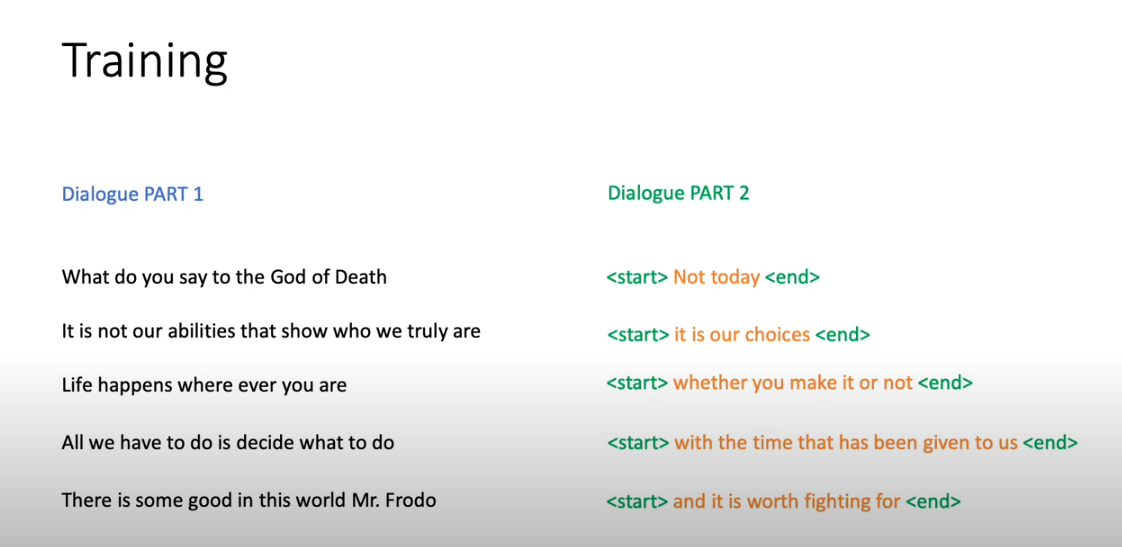 Training
Dialogue PART 1
Dialogue PART 2
What do you say to the God of Death
<start> Not today <end>
It is not our abilities that show who we truly are
<start> it is our choices <end>
Life happens where ever you are
<start> whether you make it or not <end>
All we have to do is decide what to do
<start> with the time that has been given to us <end>
There is some good in this world Mr. Frodo
<start> and it is worth fighting for <end>